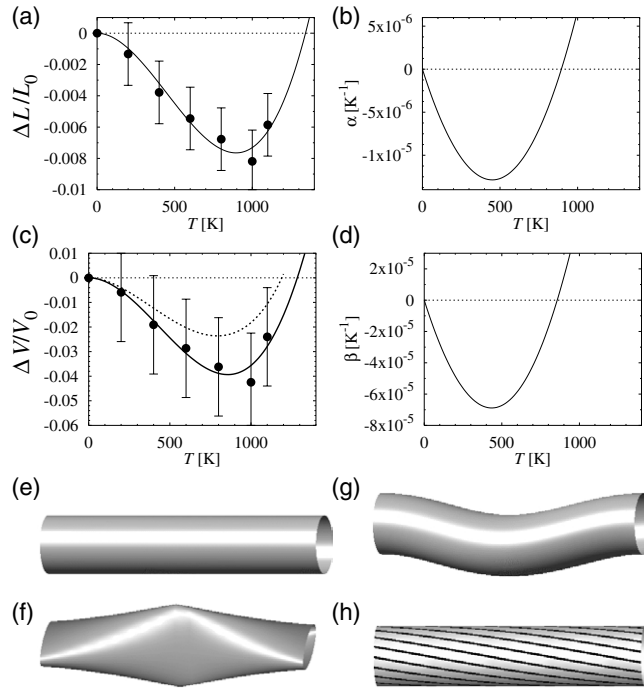 (a)
0
-0.002
-0.004
-0.006
-0.008
-0.01
ΔL/L₀
0
500
1000
T [K]
(b)
5x10⁻⁶
0
-5x10⁻⁶
-1x10⁻⁵
α [K⁻¹]
0
500
1000
T [K]
(c)
0.01
0
-0.01
-0.02
-0.03
-0.04
-0.05
-0.06
ΔV/V₀
0
500
1000
T [K]
(d)
2x10⁻⁵
0
-2x10⁻⁵
-4x10⁻⁵
-6x10⁻⁵
-8x10⁻⁵
β [K⁻¹]
0
500
1000
T [K]
(e)
(g)
(f)
(h)